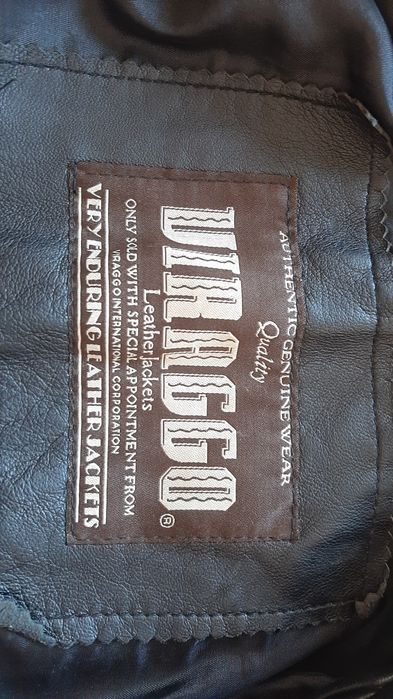 AUTHENTIC GENUINE WEAR
Quality
VIRAGGO®
Leather Jackets
ONLY SOLD WITH SPECIAL APPOINTMENT FROM
VIRAGGO INTERNATIONAL CORPORATION
VERY ENDURING LEATHER JACKETS